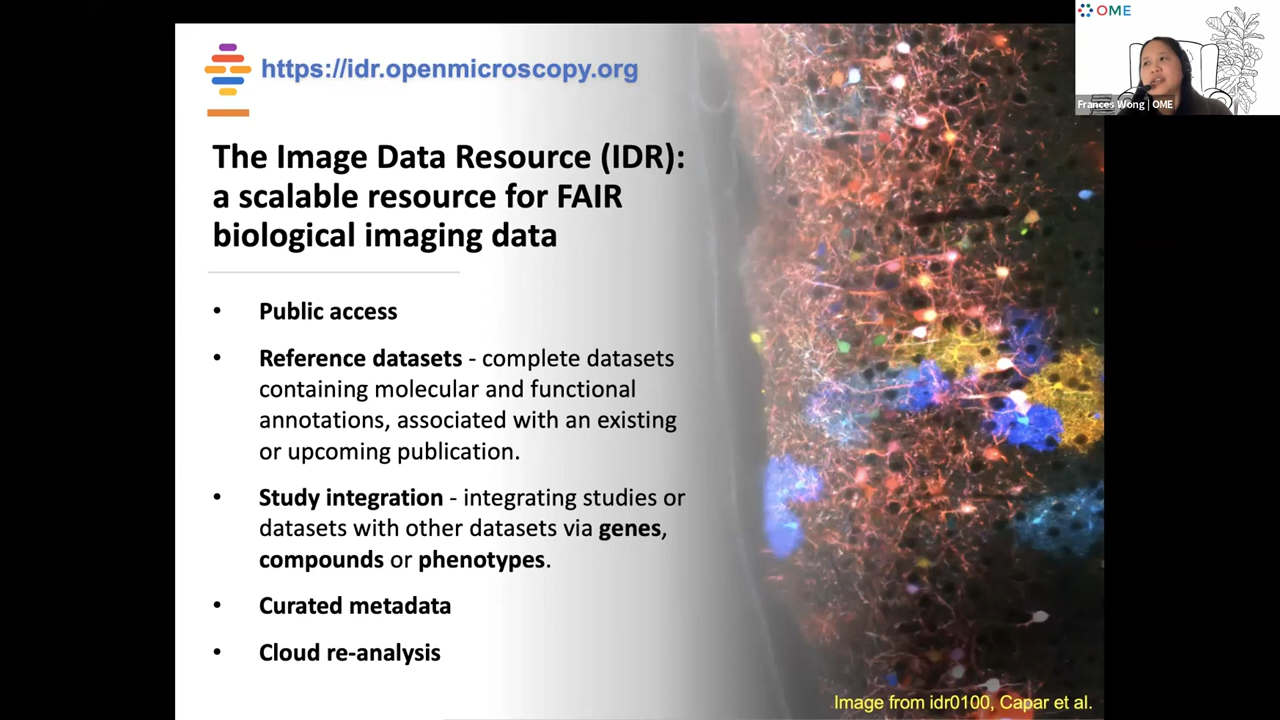 https://idr.openmicroscopy.org
The Image Data Resource (IDR):
a scalable resource for FAIR
biological imaging data
• Public access
• Reference datasets - complete datasets
containing molecular and functional
annotations, associated with an existing
or upcoming publication.
• Study integration - integrating studies or
datasets with other datasets via genes,
compounds or phenotypes.
• Curated metadata
• Cloud re-analysis
Image from idr0100, Capar et al.
OME
Frances Wong | OME